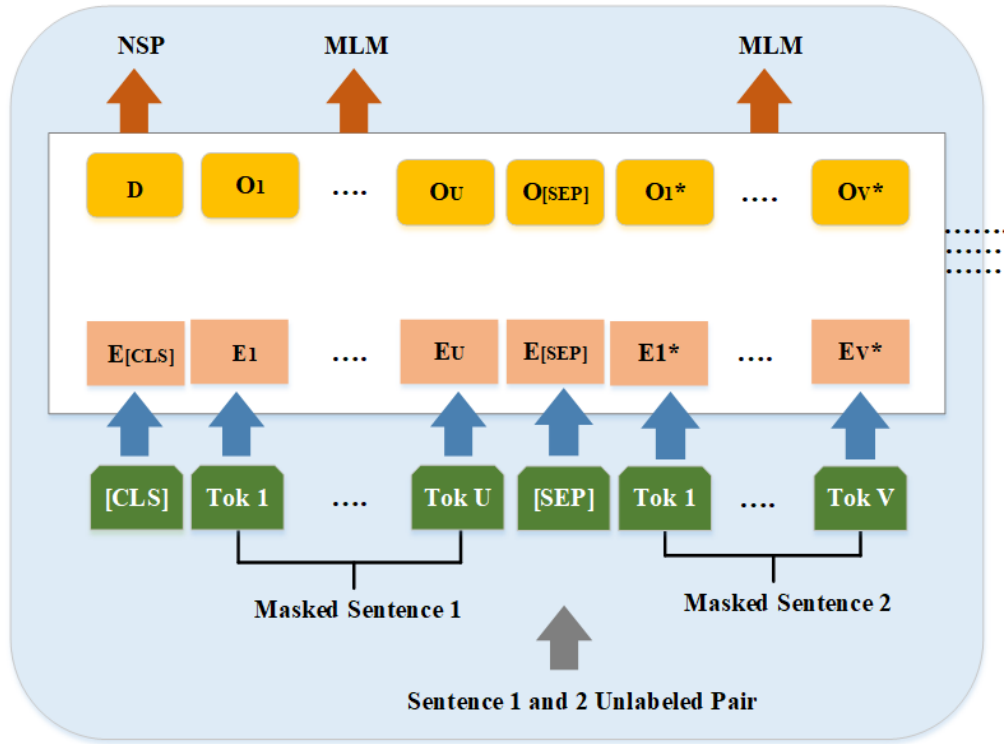 NSP MLM MLM
D O1 .... OU O[SEP] O1* .... OV*
........
........
........
E[CLS] E1 .... EU E[SEP] E1* .... EV*
[CLS] Tok 1 .... Tok U [SEP] Tok 1 .... Tok V
Masked Sentence 1 Masked Sentence 2
Sentence 1 and 2 Unlabeled Pair